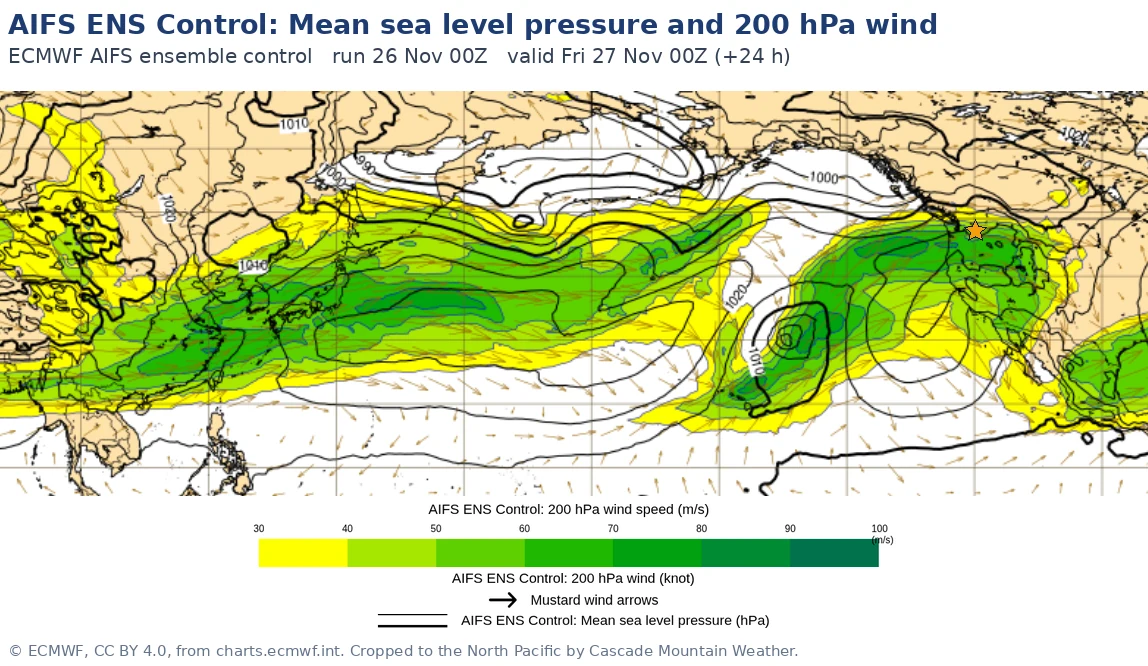 AIFS ENS Control: Mean sea level pressure and 200 hPa wind
ECMWF AIFS ensemble control run 26 Nov 00Z valid Fri 27 Nov 00Z (+24 h)
1010
990
1000
1020
1000
1020
1010
1020
1010
AIFS ENS Control: 200 hPa wind speed (m/s)
30 40 50 60 70 80 90 100
(m/s)
AIFS ENS Control: 200 hPa wind (knot)
Mustard wind arrows
AIFS ENS Control: Mean sea level pressure (hPa)
© ECMWF, CC BY 4.0, from charts.ecmwf.int. Cropped to the North Pacific by Cascade Mountain Weather.